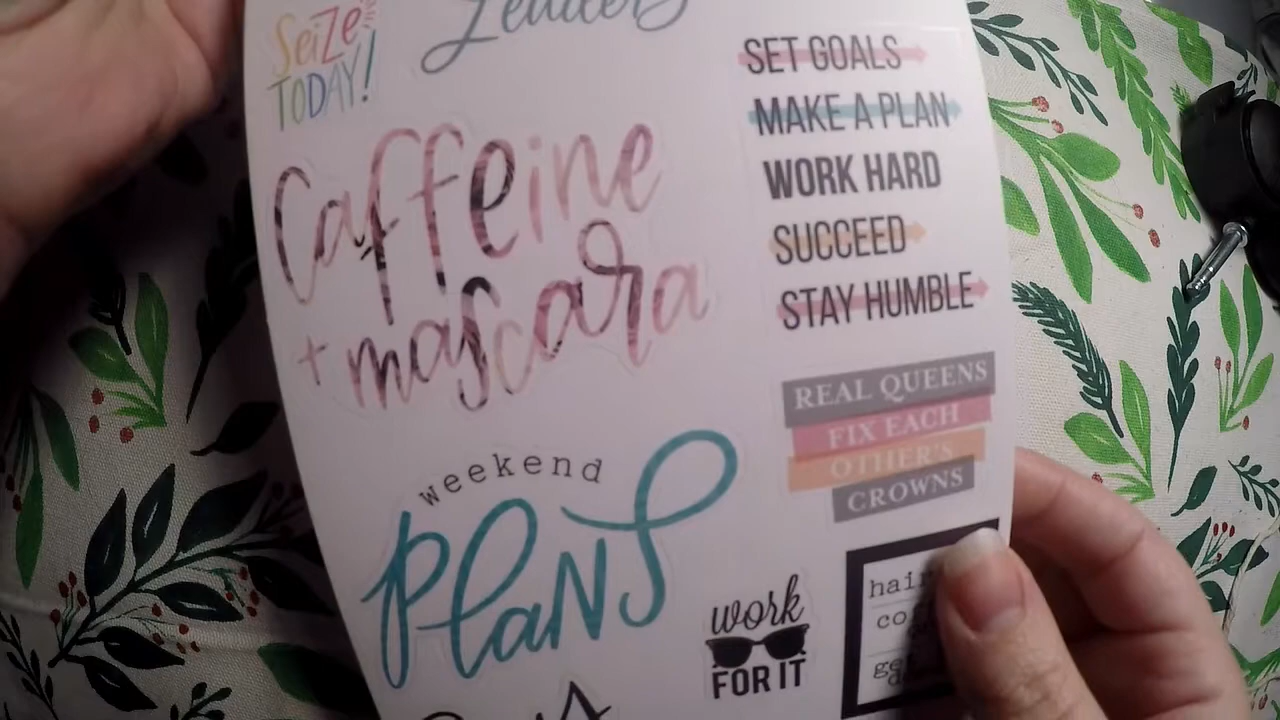 SeiZe
TODAY!
Caffeine
+ mascara
weekend
PlaNS
SET GOALS
MAKE A PLAN
WORK HARD
SUCCEED
STAY HUMBLE
REAL QUEENS
FIX EACH
OTHER'S
CROWNS
work
FOR IT
hair